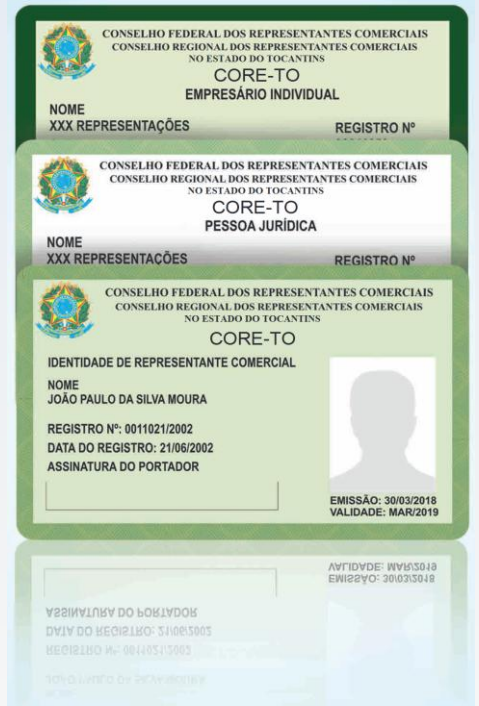 CONSELHO FEDERAL DOS REPRESENTANTES COMERCIAIS
CONSELHO REGIONAL DOS REPRESENTANTES COMERCIAIS
NO ESTADO DO TOCANTINS
CORE-TO
EMPRESÁRIO INDIVIDUAL
NOME
XXX REPRESENTAÇÕES REGISTRO Nº
CONSELHO FEDERAL DOS REPRESENTANTES COMERCIAIS
CONSELHO REGIONAL DOS REPRESENTANTES COMERCIAIS
NO ESTADO DO TOCANTINS
CORE-TO
PESSOA JURÍDICA
NOME
XXX REPRESENTAÇÕES REGISTRO Nº
CONSELHO FEDERAL DOS REPRESENTANTES COMERCIAIS
CONSELHO REGIONAL DOS REPRESENTANTES COMERCIAIS
NO ESTADO DO TOCANTINS
CORE-TO
IDENTIDADE DE REPRESENTANTE COMERCIAL
NOME
JOÃO PAULO DA SILVA MOURA
REGISTRO Nº: 0011021/2002
DATA DO REGISTRO: 21/06/2002
ASSINATURA DO PORTADOR
EMISSÃO: 30/03/2018
VALIDADE: MAR/2019